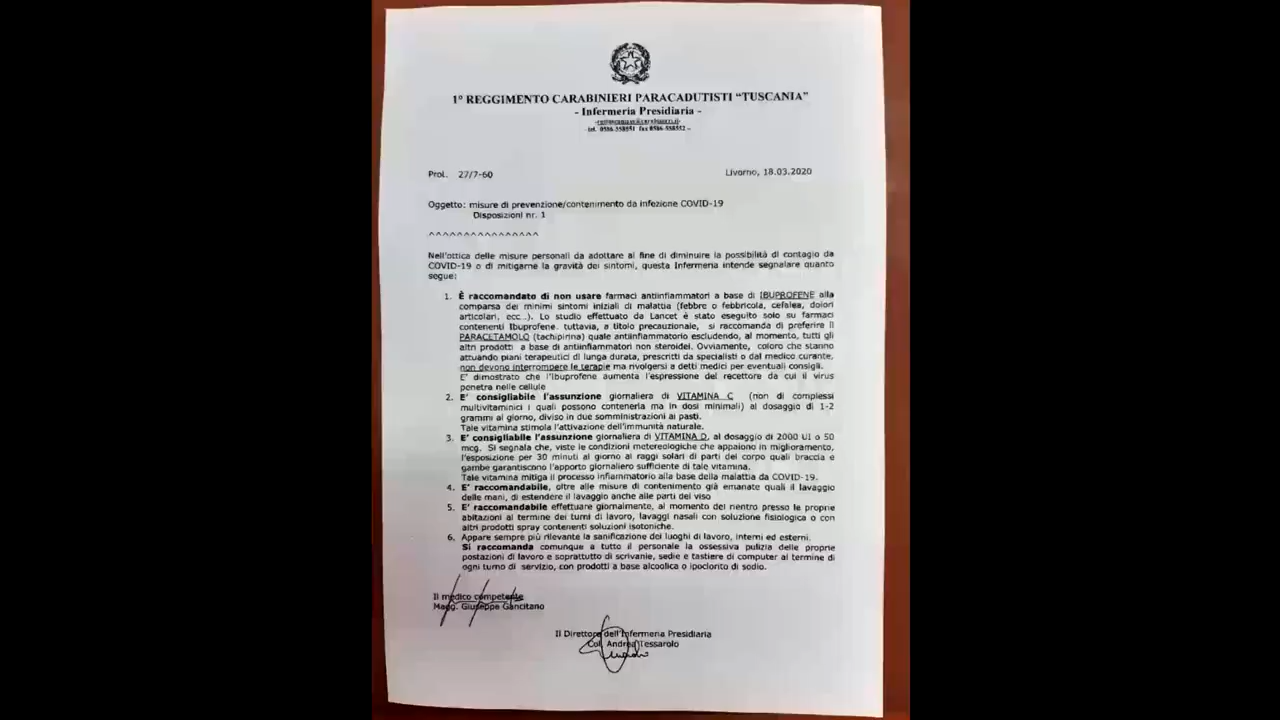 1° REGGIMENTO CARABINIERI PARACADUTISTI “TUSCANIA”
- Infermeria Presidiaria -
- tel. 0586-558951 fax 0586-558552 -
Prot. 27/7-60
Livorno, 18.03.2020
Oggetto: misure di prevenzione/contenimento da infezione COVID-19
Disposizioni nr. 1
^^^^^^^^^^^^^^^^
Nell'ottica delle misure personali da adottare al fine di diminuire la possibilità di contagio da
COVID-19 o di mitigarne la gravità dei sintomi, questa Infermeria intende segnalare quanto
segue:
1. È raccomandato di non usare farmaci antiinfiammatori a base di IBUPROFENE alla
comparsa dei minimi sintomi iniziali di malattia (febbre o febbricola, cefalea, dolori
articolari, ecc..). Lo studio effettuato da Lancet è stato eseguito solo su farmaci
contenenti Ibuprofene. tuttavia, a titolo precauzionale, si raccomanda di preferire il
PARACETAMOLO (tachipirina) quale antiinfiammatorio escludendo, al momento, tutti gli
altri prodotti a base di antiinfiammatori non steroidei. Ovviamente, coloro che stanno
attuando piani terapeutici di lunga durata, prescritti da specialisti o dal medico curante,
non devono interrompere le terapie ma rivolgersi a detti medici per eventuali consigli.
E' dimostrato che l'Ibuprofene aumenta l'espressione del recettore da cui il virus
penetra nelle cellule
2. E' consigliabile l'assunzione giornaliera di VITAMINA C (non di complessi
multivitaminici i quali possono contenerla ma in dosi minimali) al dosaggio di 1-2
grammi al giorno, diviso in due somministrazioni ai pasti.
Tale vitamina stimola l'attivazione dell'immunità naturale.
3. E' consigliabile l'assunzione giornaliera di VITAMINA D, al dosaggio di 2000 UI o 50
mcg. Si segnala che, viste le condizioni metereologiche che appaiono in miglioramento,
l'esposizione per 30 minuti al giorno ai raggi solari di parti del corpo quali braccia e
gambe garantiscono l'apporto giornaliero sufficiente di tale vitamina.
Tale vitamina mitiga il processo infiammatorio alla base della malattia da COVID-19.
4. E' raccomandabile, oltre alle misure di contenimento già emanate quali il lavaggio
delle mani, di estendere il lavaggio anche alle parti del viso
5. E' raccomandabile effettuare giornalmente, al momento del rientro presso le proprie
abitazioni al termine dei turni di lavoro, lavaggi nasali con soluzione fisiologica o con
altri prodotti spray contenenti soluzioni isotoniche.
6. Appare sempre più rilevante la sanificazione dei luoghi di lavoro, interni ed esterni.
Si raccomanda comunque a tutto il personale la ossessiva pulizia delle proprie
postazioni di lavoro e soprattutto di scrivanie, sedie e tastiere di computer al termine di
ogni turno di servizio, con prodotti a base alcoolica o ipoclorito di sodio.
Il medico competente
Magg. Giuseppe Gancitano
Il Direttore dell'Infermeria Presidiaria
Col. Andrea Tessarolo